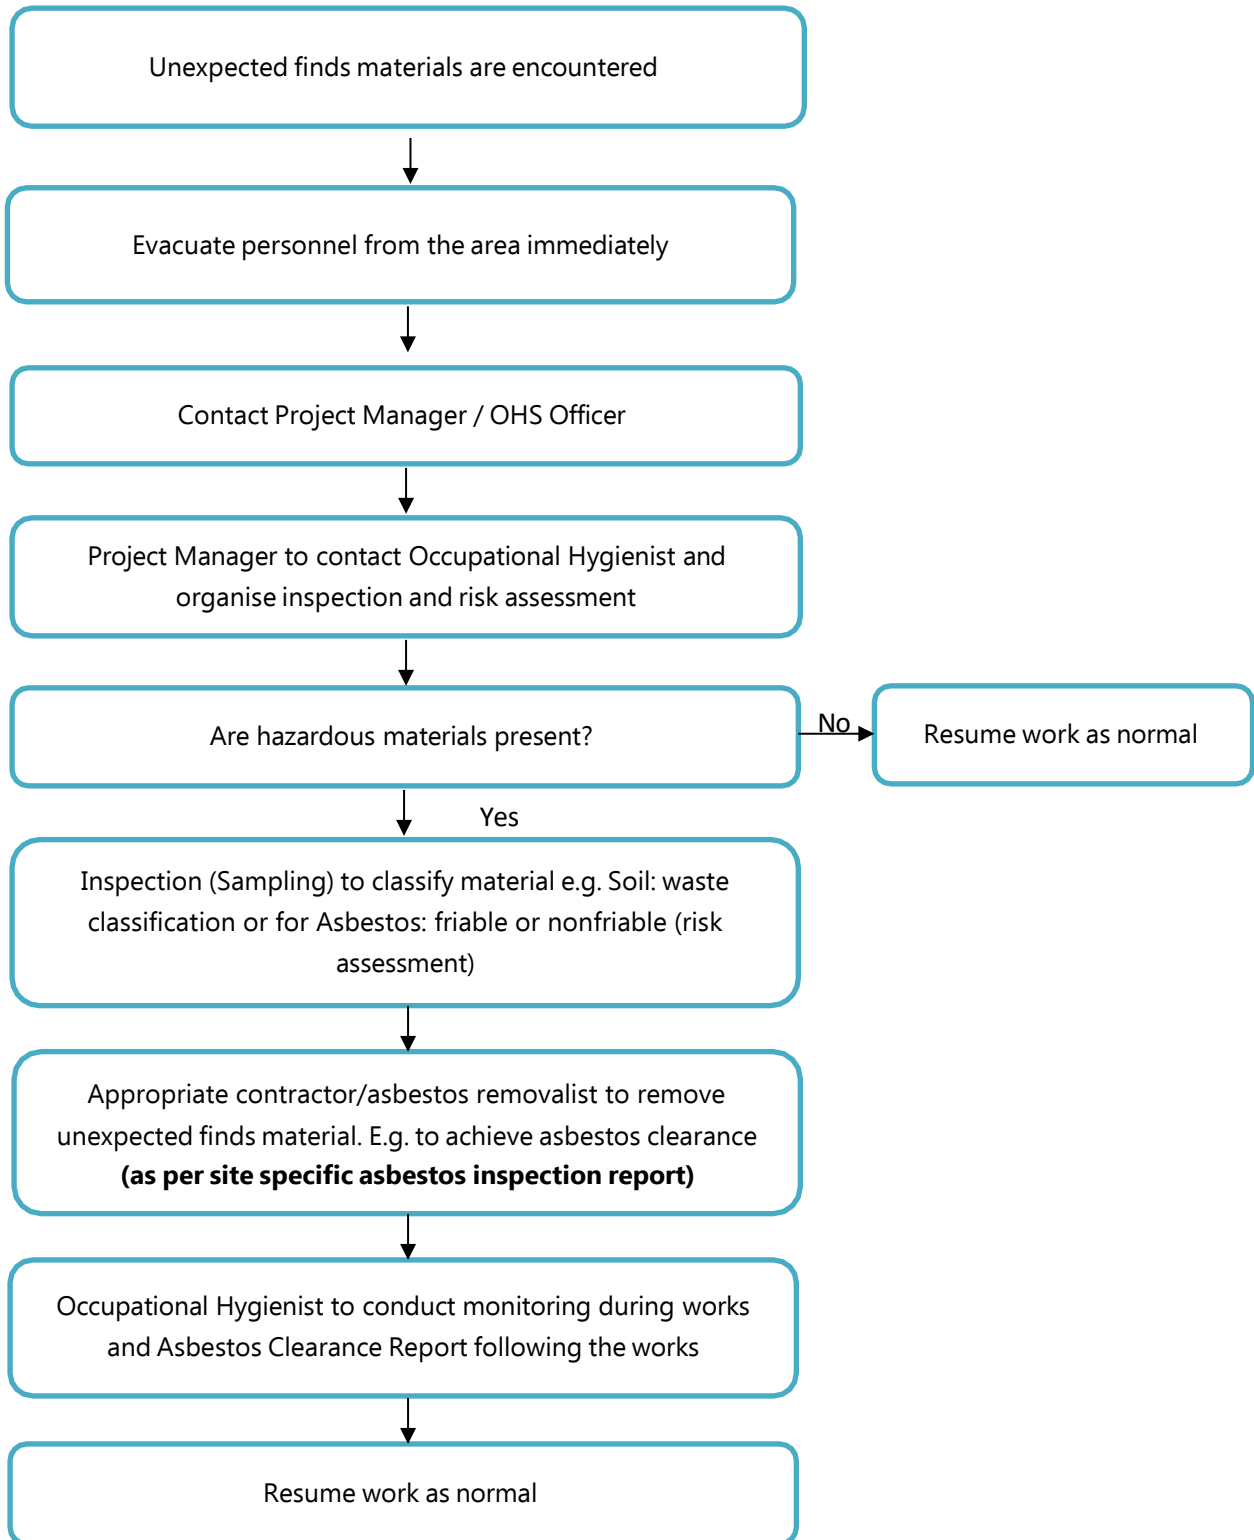 Unexpected finds materials are encountered
Evacuate personnel from the area immediately
Contact Project Manager / OHS Officer
Project Manager to contact Occupational Hygienist and
organise inspection and risk assessment
Are hazardous materials present?
No
Resume work as normal
Yes
Inspection (Sampling) to classify material e.g. Soil: waste
classification or for Asbestos: friable or nonfriable (risk
assessment)
Appropriate contractor/asbestos removalist to remove
unexpected finds material. E.g. to achieve asbestos clearance
(as per site specific asbestos inspection report)
Occupational Hygienist to conduct monitoring during works
and Asbestos Clearance Report following the works
Resume work as normal